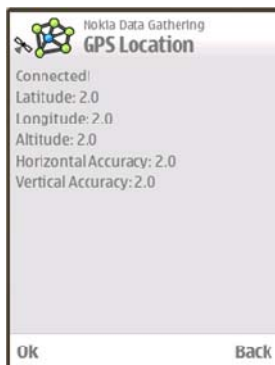 Nokia Data Gathering
GPS Location
Connected!
Latitude: 2.0
Longitude: 2.0
Altitude: 2.0
Horizontal Accuracy: 2.0
Vertical Accuracy: 2.0
Ok Back